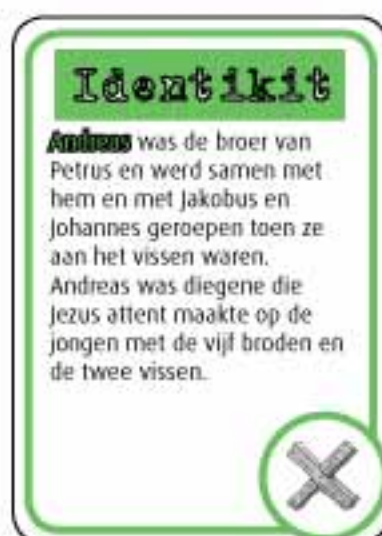 Identikit
Andreas was de broer van
Petrus en werd samen met
hem en met Jakobus en
Johannes geroepen toen ze
aan het vissen waren.
Andreas was diegene die
Jezus attent maakte op de
jongen met de vijf broden en
de twee vissen.